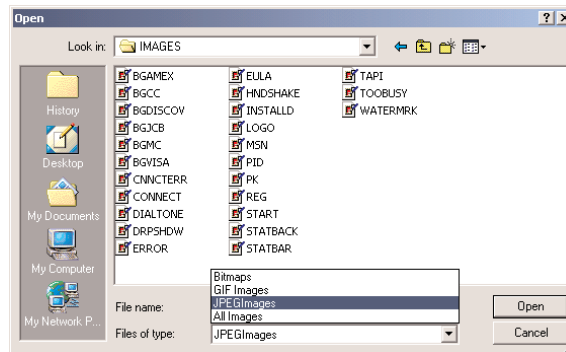 Open
Look in:
IMAGES
History
Desktop
My Documents
My Computer
My Network P...
BGAMEX
BGCC
BGDISCOV
BGJCB
BGMC
BGVISA
CNNCTERR
CONNECT
DIALTONE
DRPSHDW
ERROR
EULA
HNDSHAKE
INSTALLD
LOGO
MSN
PID
PK
REG
START
STATBACK
STATBAR
TAPI
TOOBUSY
WATERMRK
Bitmaps
GIF Images
JPEGImages
All Images
File name:
Open
Files of type:
JPEGImages
Cancel